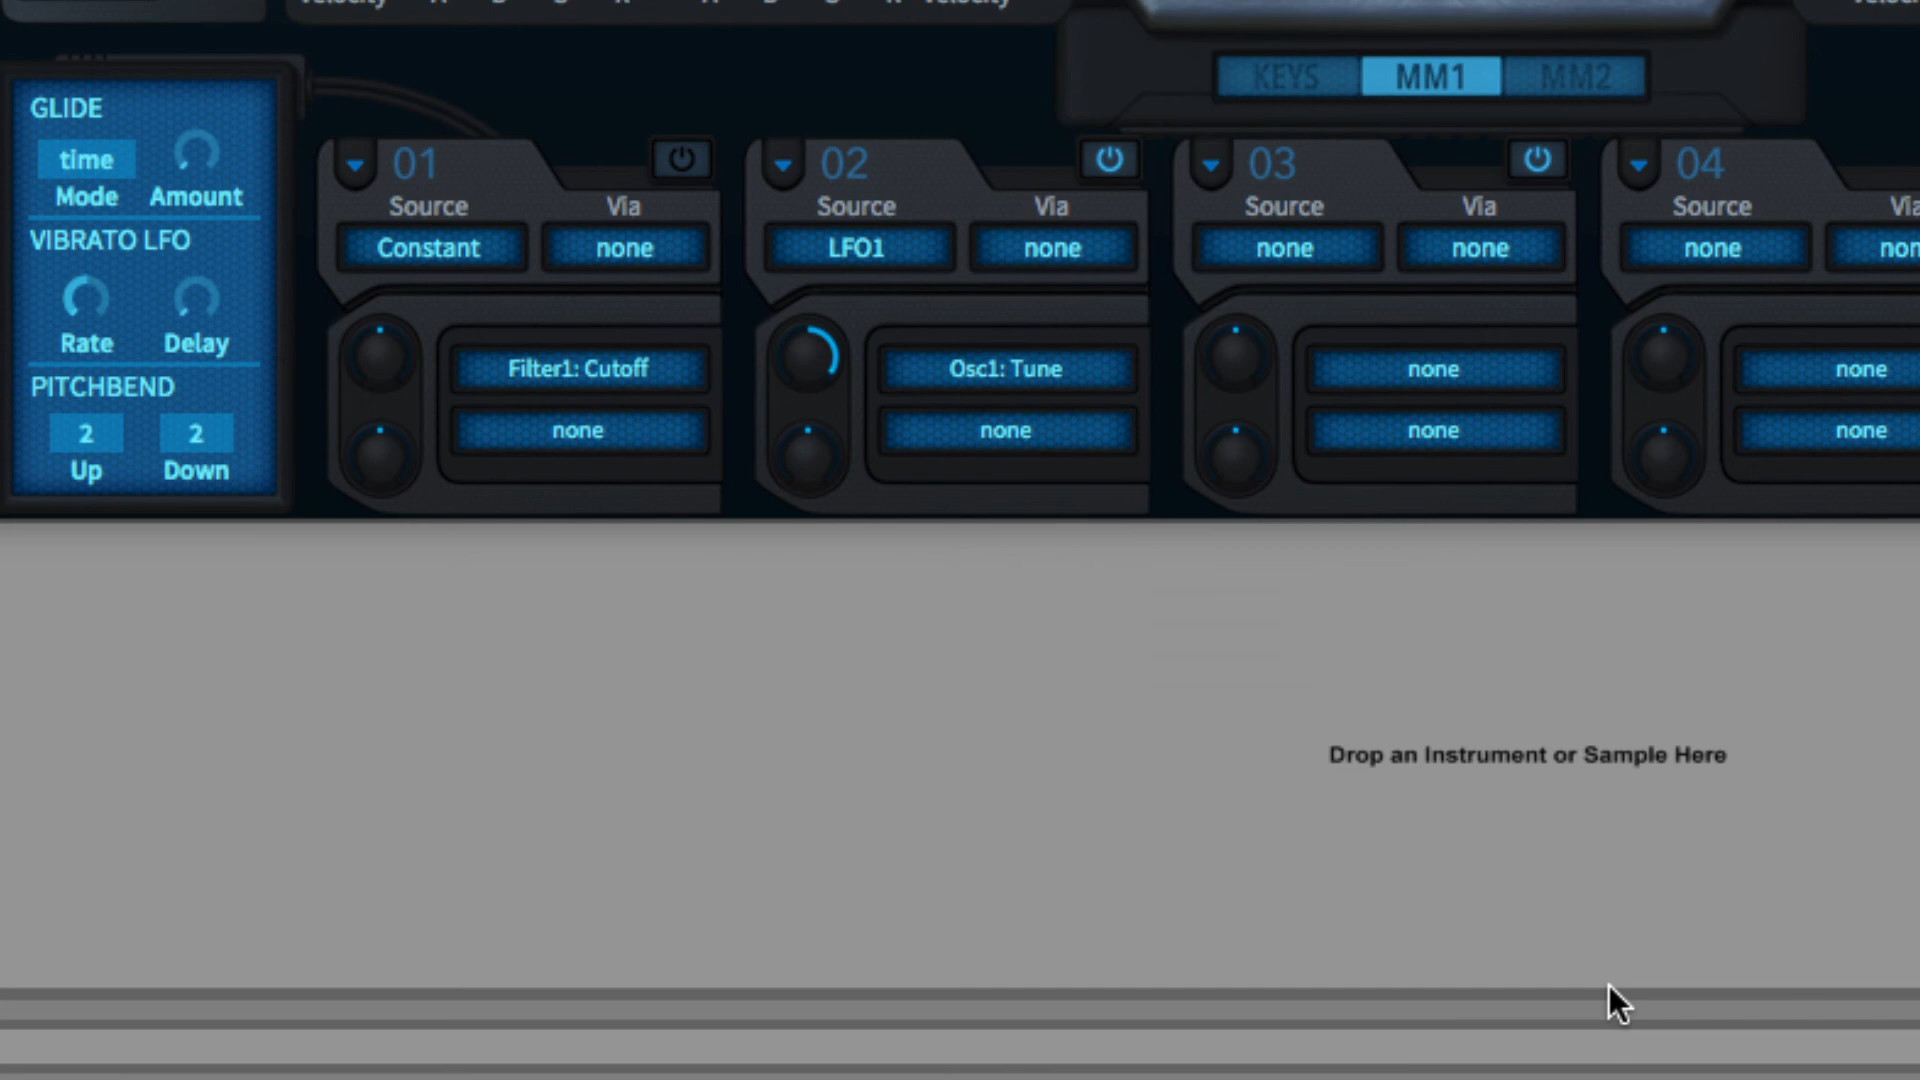 Velocity A D S R A D S R Velocity
KEYS MM1 MM2
GLIDE
time
Mode Amount
VIBRATO LFO
Rate Delay
PITCHBEND
2 2
Up Down
01
Source Via
Constant none
Filter1: Cutoff
none
02
Source Via
LFO1 none
Osc1: Tune
none
03
Source Via
none none
none
none
04
Source
none
none
none
Drop an Instrument or Sample Here